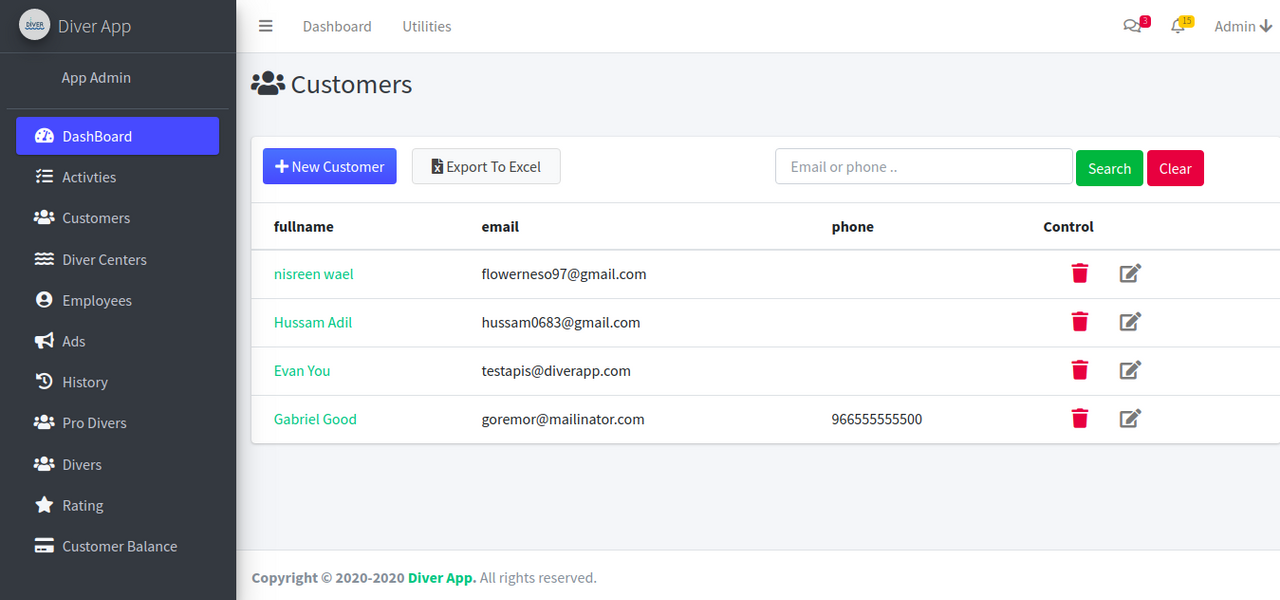 DIVER Diver App
App Admin
DashBoard
Activties
Customers
Diver Centers
Employees
Ads
History
Pro Divers
Divers
Rating
Customer Balance
Dashboard Utilities 3 15 Admin
Customers
New Customer Export To Excel Email or phone .. Search Clear
fullname email phone Control
nisreen wael flowerneso97@gmail.com
Hussam Adil hussam0683@gmail.com
Evan You testapis@diverapp.com
Gabriel Good goremor@mailinator.com 966555555500
Copyright © 2020-2020 Diver App. All rights reserved.